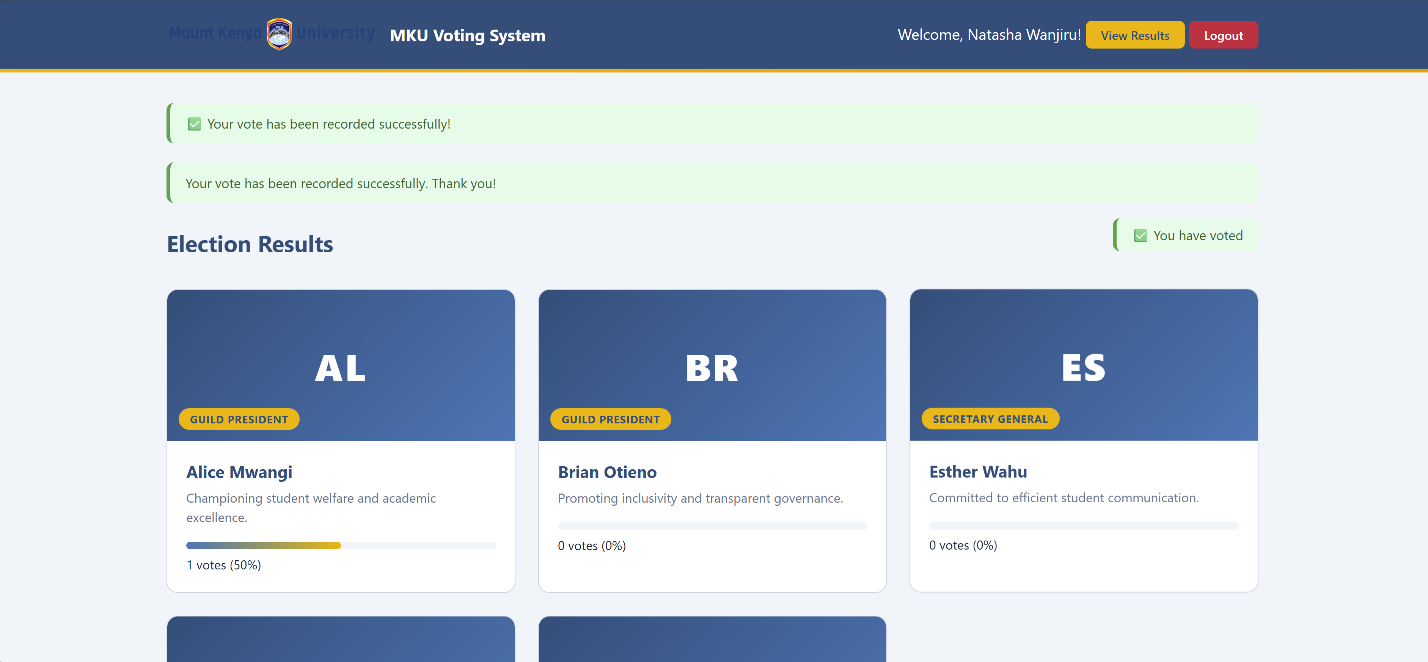 Mount Kenya University
MKU Voting System
Welcome, Natasha Wanjiru!
View Results
Logout
✅ Your vote has been recorded successfully!
Your vote has been recorded successfully. Thank you!
Election Results
✅ You have voted
AL
GUILD PRESIDENT
Alice Mwangi
Championing student welfare and academic
excellence.
1 votes (50%)
BR
GUILD PRESIDENT
Brian Otieno
Promoting inclusivity and transparent governance.
0 votes (0%)
ES
SECRETARY GENERAL
Esther Wahu
Committed to efficient student communication.
0 votes (0%)